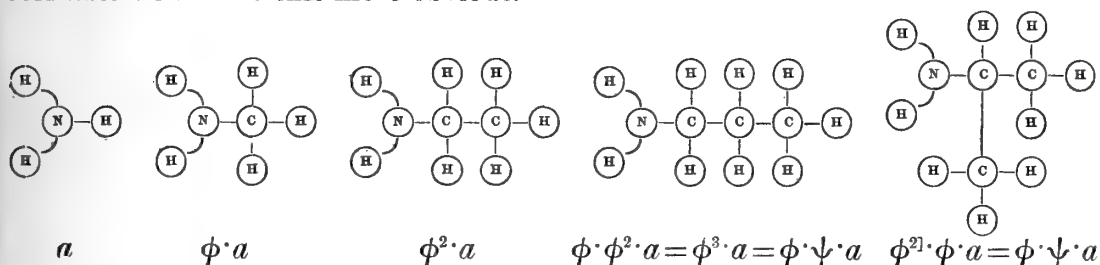 H H H
H H H H H H H H H H N C C H
N H N C H N C C H N C C C H H H
H H H H H H H H H H H C H
H
a φ·a φ²·a φ·φ²·a = φ³·a = φ·ψ·a φ²]·φ·a = φ·ψ·a